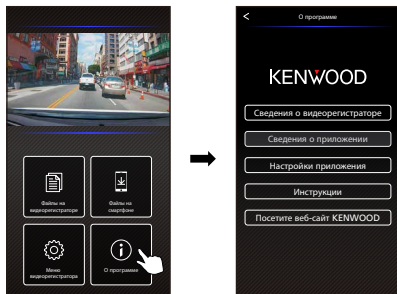 Файлы на
видеорегистраторе
Файлы на
смартфоне
Меню
видеорегистратора
О программе
О программе
KENWOOD
Сведения о видеорегистраторе
Сведения о приложении
Настройки приложения
Инструкции
Посетите веб-сайт KENWOOD